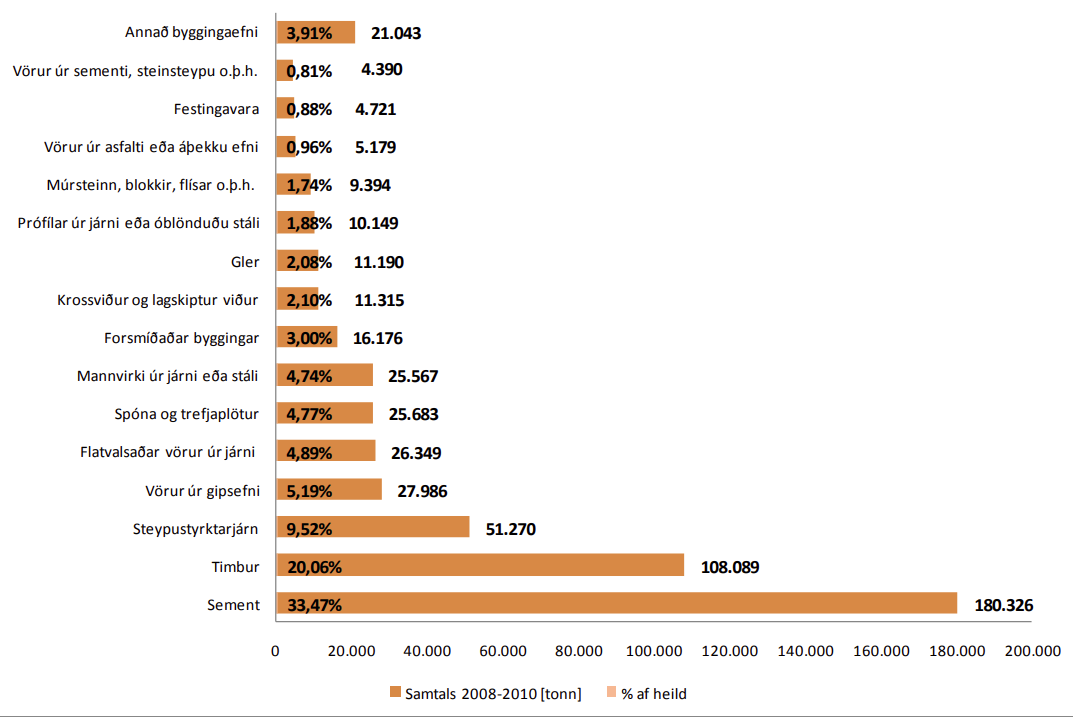 Annað byggingaefni 3,91% 21.043
Vörur úr sementi, steinsteypu o.þ.h. 0,81% 4.390
Festingavara 0,88% 4.721
Vörur úr asfalti eða áþekku efni 0,96% 5.179
Múrsteinn, blokkir, flísar o.þ.h. 1,74% 9.394
Prófílar úr járni eða óblönduðu stáli 1,88% 10.149
Gler 2,08% 11.190
Krossviður og lagskiptur viður 2,10% 11.315
Forsmíðaðar byggingar 3,00% 16.176
Mannvirki úr járni eða stáli 4,74% 25.567
Spóna og trefjaplötur 4,77% 25.683
Flatvalsaðar vörur úr járni 4,89% 26.349
Vörur úr gipsefni 5,19% 27.986
Steypustyrktarjárn 9,52% 51.270
Timbur 20,06% 108.089
Sement 33,47% 180.326
0 20.000 40.000 60.000 80.000 100.000 120.000 140.000 160.000 180.000 200.000
Samtals 2008-2010 [tonn] % af heild